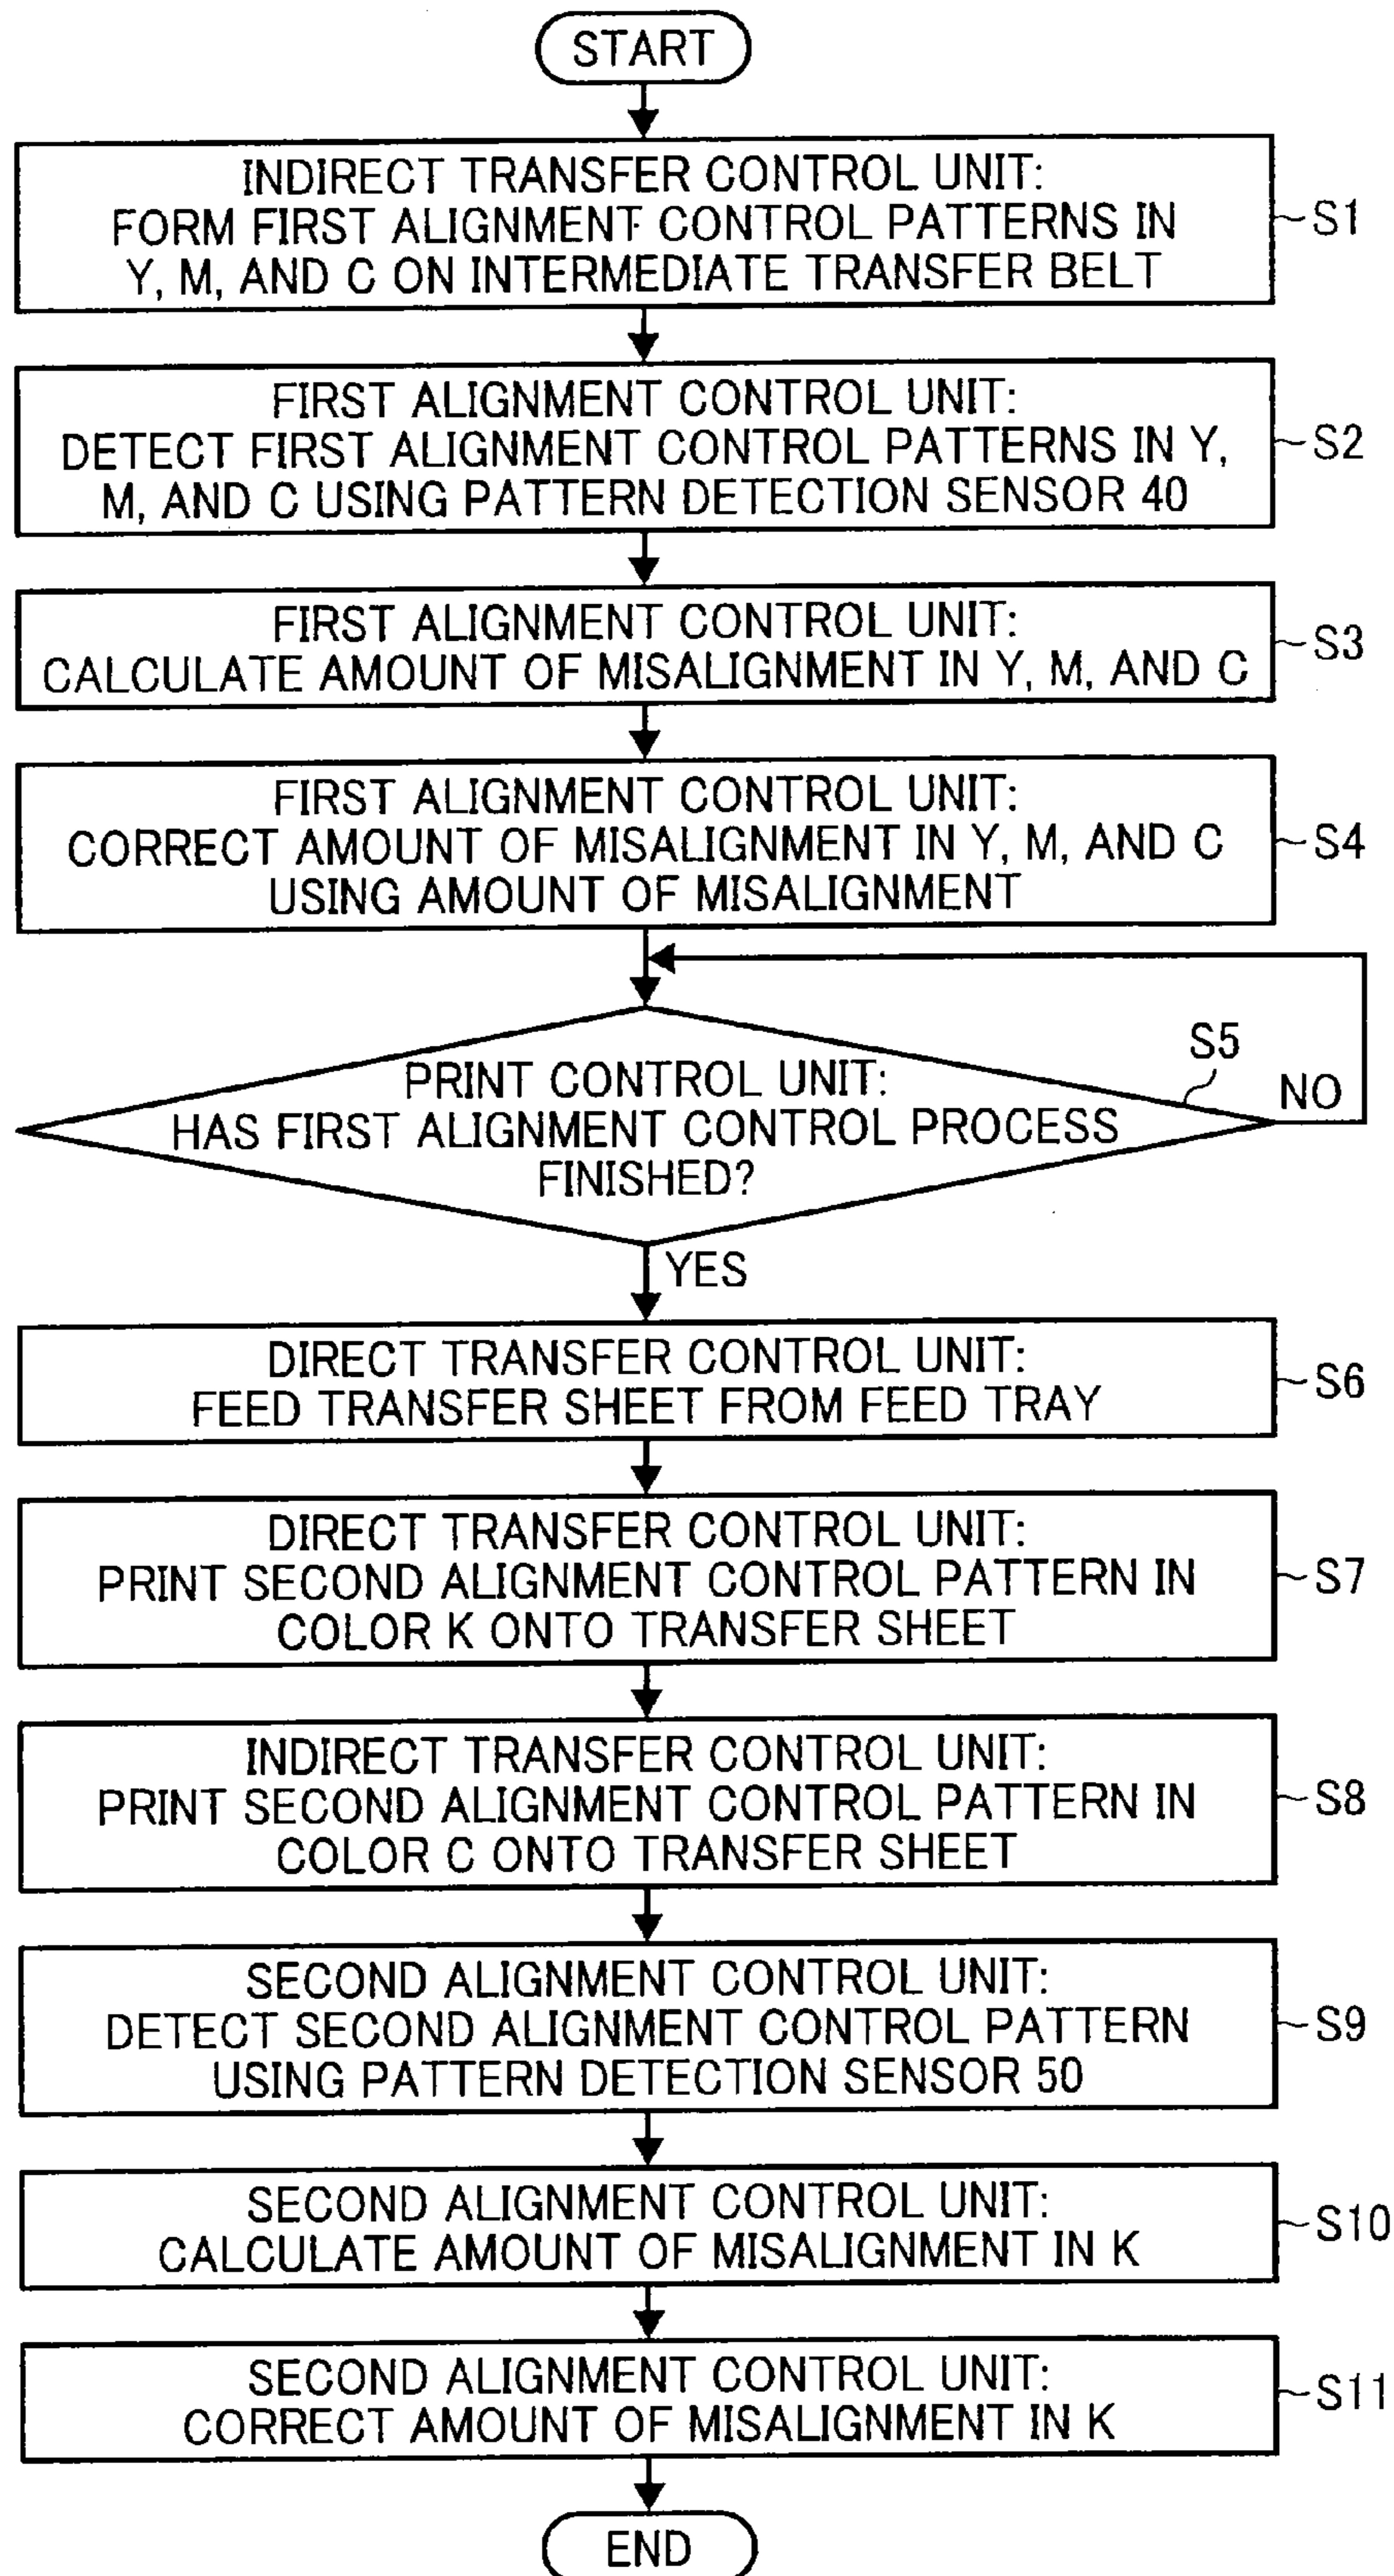 START
INDIRECT TRANSFER CONTROL UNIT:
FORM FIRST ALIGNMENT CONTROL PATTERNS IN
Y, M, AND C ON INTERMEDIATE TRANSFER BELT
S1
FIRST ALIGNMENT CONTROL UNIT:
DETECT FIRST ALIGNMENT CONTROL PATTERNS IN Y,
M, AND C USING PATTERN DETECTION SENSOR 40
S2
FIRST ALIGNMENT CONTROL UNIT:
CALCULATE AMOUNT OF MISALIGNMENT IN Y, M, AND C
S3
FIRST ALIGNMENT CONTROL UNIT:
CORRECT AMOUNT OF MISALIGNMENT IN Y, M, AND C
USING AMOUNT OF MISALIGNMENT
S4
PRINT CONTROL UNIT:
HAS FIRST ALIGNMENT CONTROL PROCESS
FINISHED?
S5
NO
YES
DIRECT TRANSFER CONTROL UNIT:
FEED TRANSFER SHEET FROM FEED TRAY
S6
DIRECT TRANSFER CONTROL UNIT:
PRINT SECOND ALIGNMENT CONTROL PATTERN IN
COLOR K ONTO TRANSFER SHEET
S7
INDIRECT TRANSFER CONTROL UNIT:
PRINT SECOND ALIGNMENT CONTROL PATTERN IN
COLOR C ONTO TRANSFER SHEET
S8
SECOND ALIGNMENT CONTROL UNIT:
DETECT SECOND ALIGNMENT CONTROL PATTERN
USING PATTERN DETECTION SENSOR 50
S9
SECOND ALIGNMENT CONTROL UNIT:
CALCULATE AMOUNT OF MISALIGNMENT IN K
S10
SECOND ALIGNMENT CONTROL UNIT:
CORRECT AMOUNT OF MISALIGNMENT IN K
S11
END